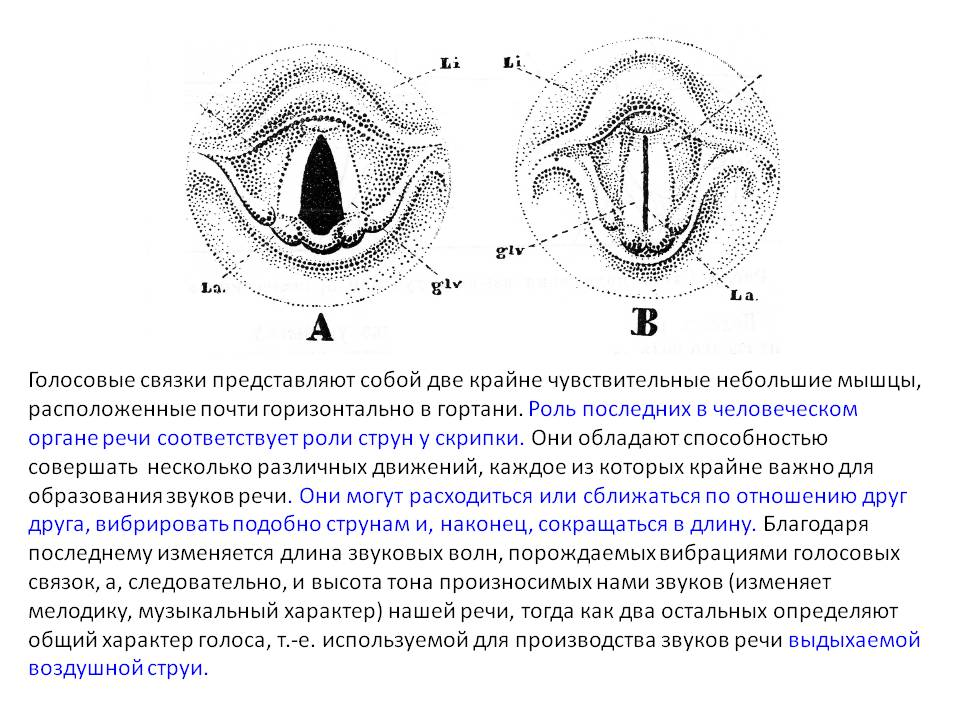 Li
Li
glv
La.
glv
La.
A
B
Голосовые связки представляют собой две крайне чувствительные небольшие мышцы,
расположенные почти горизонтально в гортани. Роль последних в человеческом
органе речи соответствует роли струн у скрипки. Они обладают способностью
совершать несколько различных движений, каждое из которых крайне важно для
образования звуков речи. Они могут расходиться или сближаться по отношению друг
друга, вибрировать подобно струнам и, наконец, сокращаться в длину. Благодаря
последнему изменяется длина звуковых волн, порождаемых вибрациями голосовых
связок, а, следовательно, и высота тона произносимых нами звуков (изменяет
мелодику, музыкальный характер) нашей речи, тогда как два остальных определяют
общий характер голоса, т.-е. используемой для производства звуков речи выдыхаемой
воздушной струи.